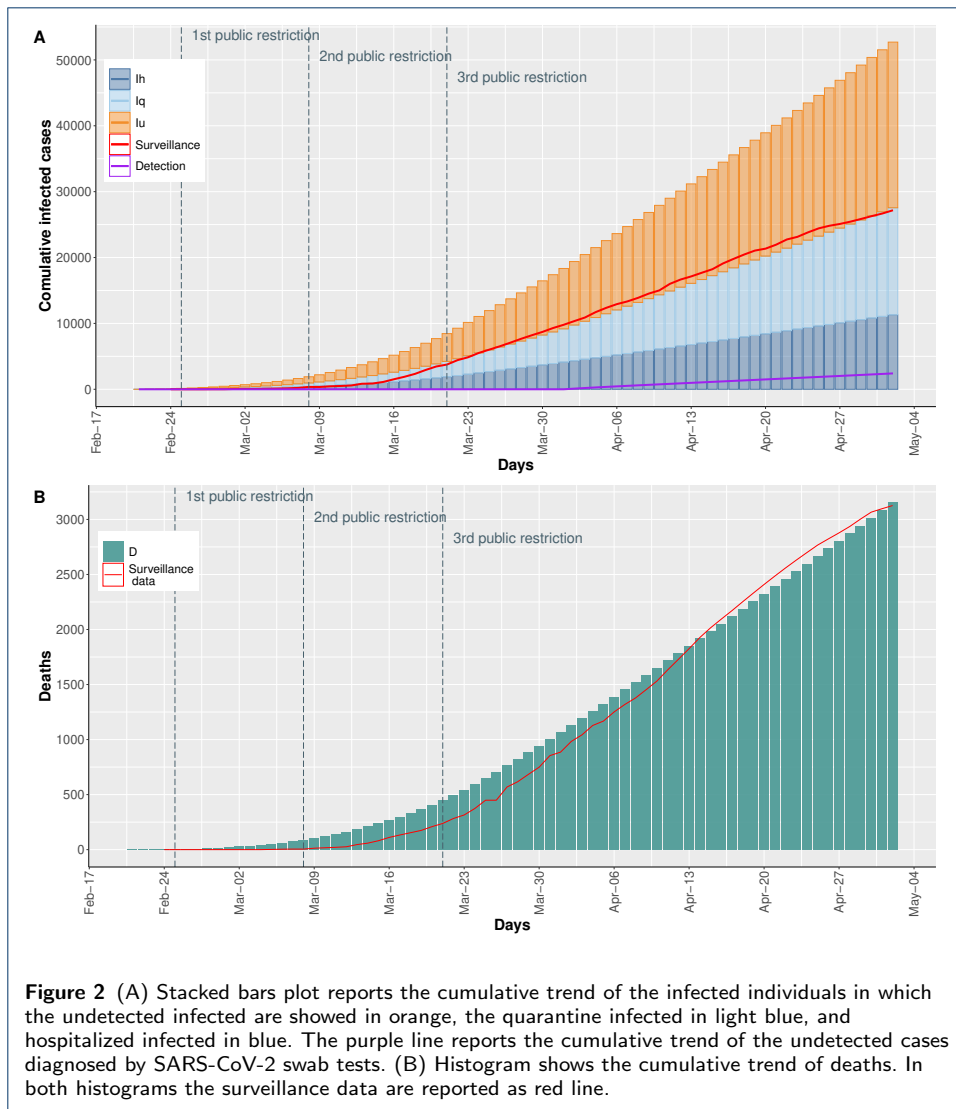 A
1st public restriction
2nd public restriction
3rd public restriction
Ih
Iq
Iu
Surveillance
Detection
Comulative infected cases
50000
40000
30000
20000
10000
0
Feb−17
Feb−24
Mar−02
Mar−09
Mar−16
Mar−23
Mar−30
Apr−06
Apr−13
Apr−20
Apr−27
May−04
Days
B
1st public restriction
2nd public restriction
3rd public restriction
D
Surveillance
data
Deaths
3000
2500
2000
1500
1000
500
0
Feb−17
Feb−24
Mar−02
Mar−09
Mar−16
Mar−23
Mar−30
Apr−06
Apr−13
Apr−20
Apr−27
May−04
Days
Figure 2 (A) Stacked bars plot reports the cumulative trend of the infected individuals in which
the undetected infected are showed in orange, the quarantine infected in light blue, and
hospitalized infected in blue. The purple line reports the cumulative trend of the undetected cases
diagnosed by SARS-CoV-2 swab tests. (B) Histogram shows the cumulative trend of deaths. In
both histograms the surveillance data are reported as red line.